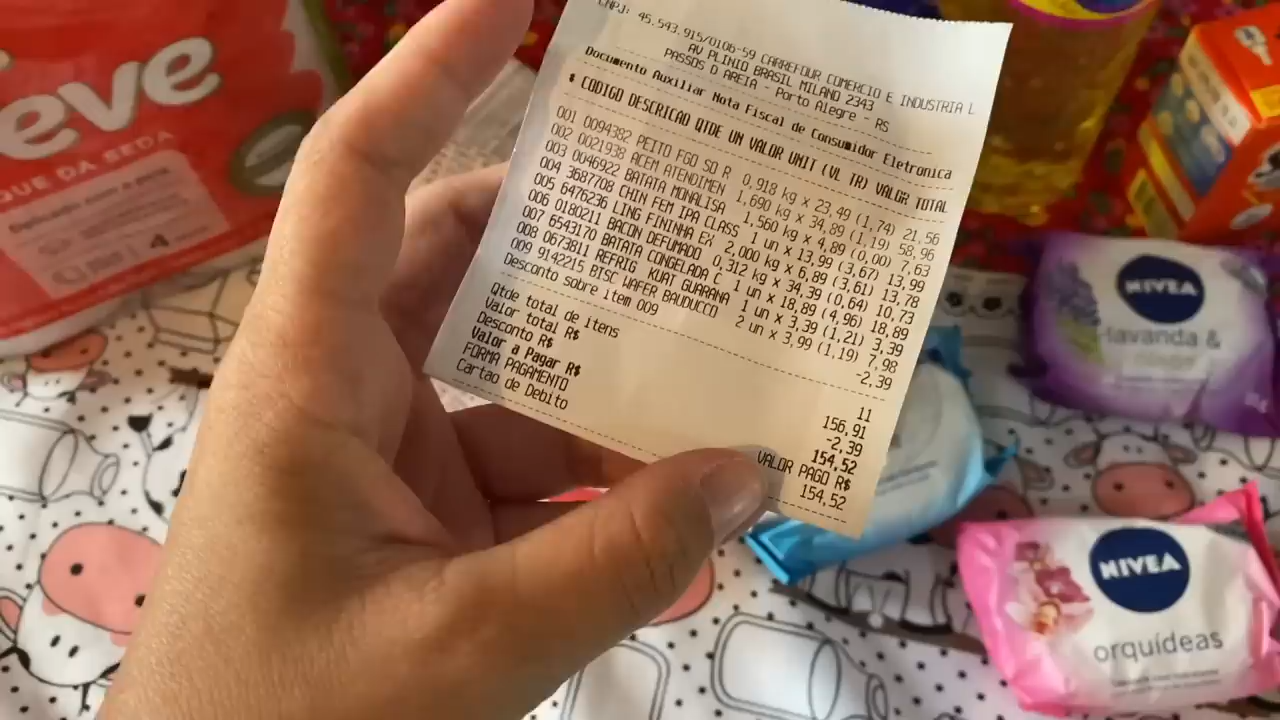 CNPJ: 45.543.915/0106-59 CARREFOUR COMERCIO E INDUSTRIA L
AV PLINIO BRASIL MILANO 2343
PASSOS D AREIA - Porto Alegre - RS
Documento Auxiliar Nota Fiscal de Consumidor Eletronica
# CODIGO DESCRICAO QTDE UN VALOR UNIT (VL TR) VALOR TOTAL
001 0094382 PEITO FGO SO R 0,918 kg x 23,49 (1,74) 21,56
002 0021938 ACEM ATENDIMEN 1,690 kg x 34,89 (1,19) 58,96
003 0046922 BATATA MONALISA 1,560 kg x 4,89 (0,00) 7,63
004 3687708 CHIN FEM IPA CLASS 1 un x 13,99 (3,67) 13,99
005 6476236 LING FININHA EX 2,000 kg x 6,89 (3,61) 13,78
006 0180211 BACON DEFUMADO 0,312 kg x 34,39 (0,64) 10,73
007 6543170 BATATA CONGELADA C 1 un x 18,89 (4,96) 18,89
008 0673811 REFRIG KUAT GUARANA 1 un x 3,39 (1,21) 3,39
009 9142215 BISC WAFER BAUDUCCO 2 un x 3,99 (1,19) 7,98
Desconto sobre item 009 -2,39
Qtde total de itens 11
Valor total R$ 156,91
Desconto R$ -2,39
Valor a Pagar R$ 154,52
FORMA PAGAMENTO VALOR PAGO R$
Cartao de Debito 154,52
eve
QUE DA SEDA
4
NIVEA
lavanda &
NIVEA
orquídeas